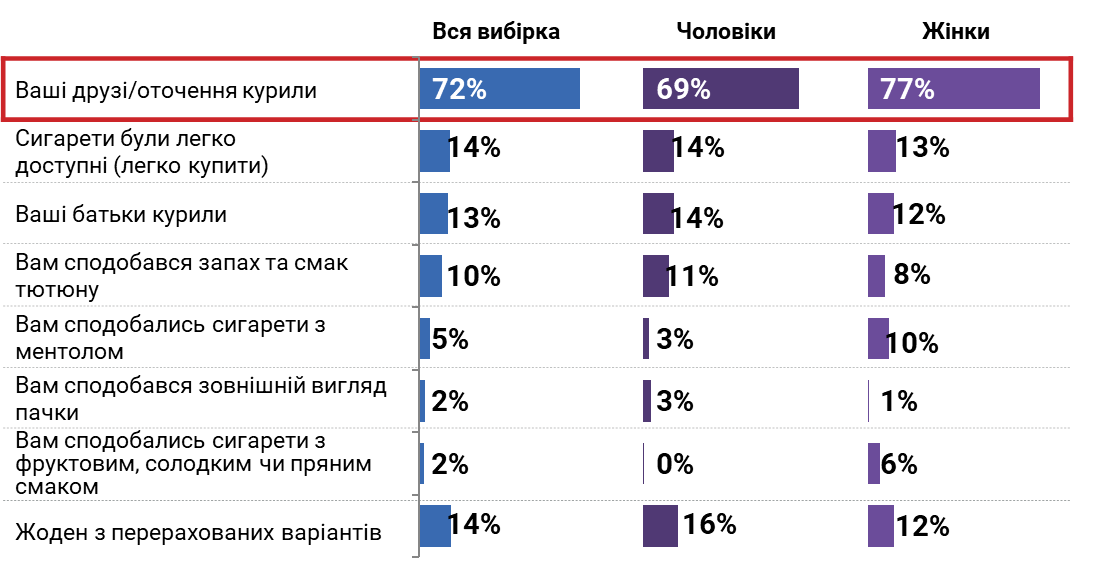 Вся вибірка Чоловіки Жінки
Ваші друзі/оточення курили 72% 69% 77%
Сигарети були легко
доступні (легко купити) 14% 14% 13%
Ваші батьки курили 13% 14% 12%
Вам сподобався запах та смак
тютюну 10% 11% 8%
Вам сподобались сигарети з
ментолом 5% 3% 10%
Вам сподобався зовнішній вигляд
пачки 2% 3% 1%
Вам сподобались сигарети з
фруктовим, солодким чи пряним
смаком 2% 0% 6%
Жоден з перерахованих варіантів 14% 16% 12%